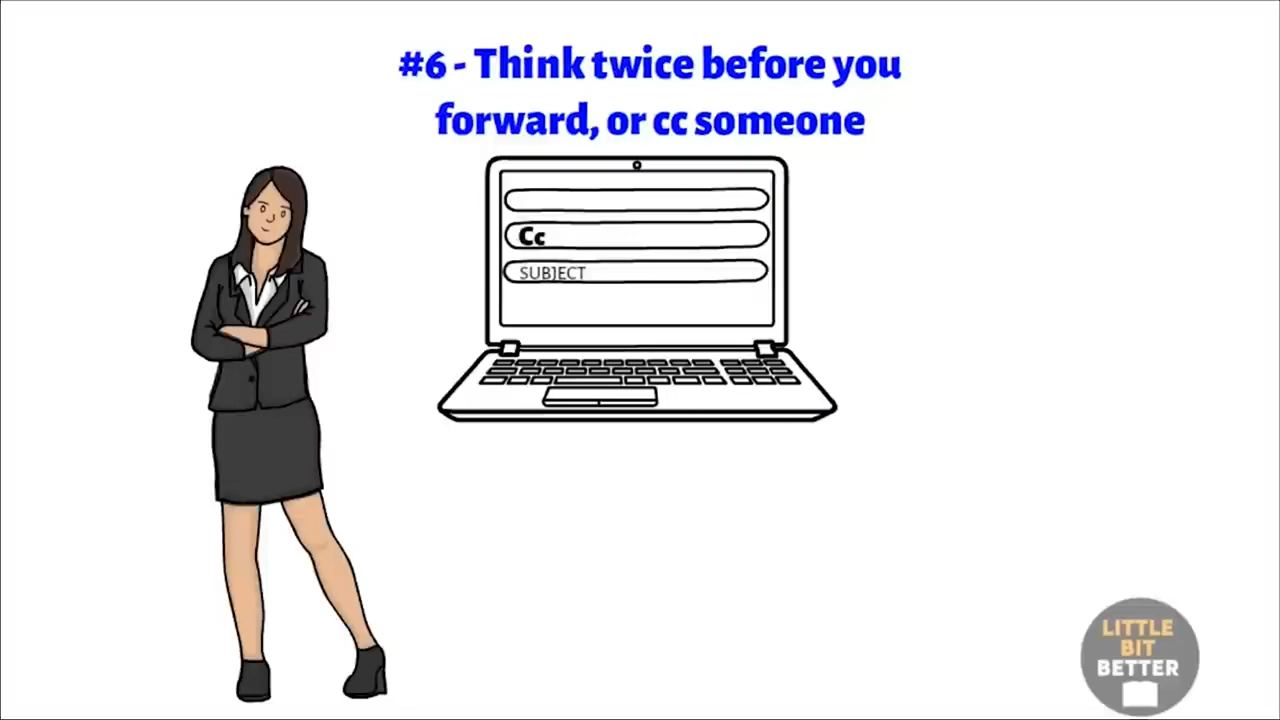 #6 - Think twice before you
forward, or cc someone
Cc
SUBJECT
LITTLE
BIT
BETTER